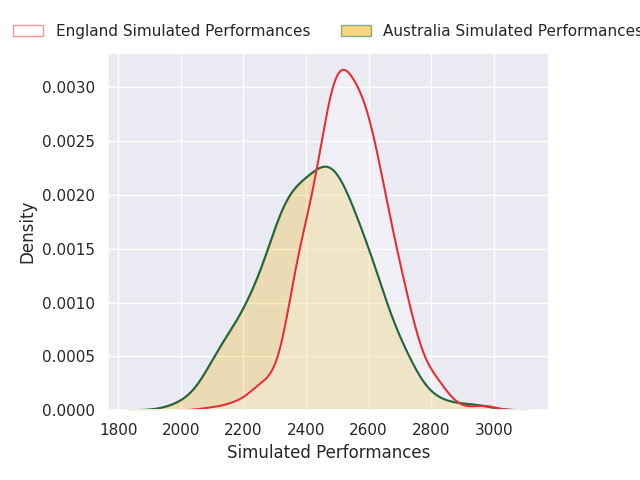 England Simulated Performances Australia Simulated Performances
0.0030
0.0025
0.0020
0.0015
0.0010
0.0005
0.0000
Density
1800 2000 2200 2400 2600 2800 3000
Simulated Performances